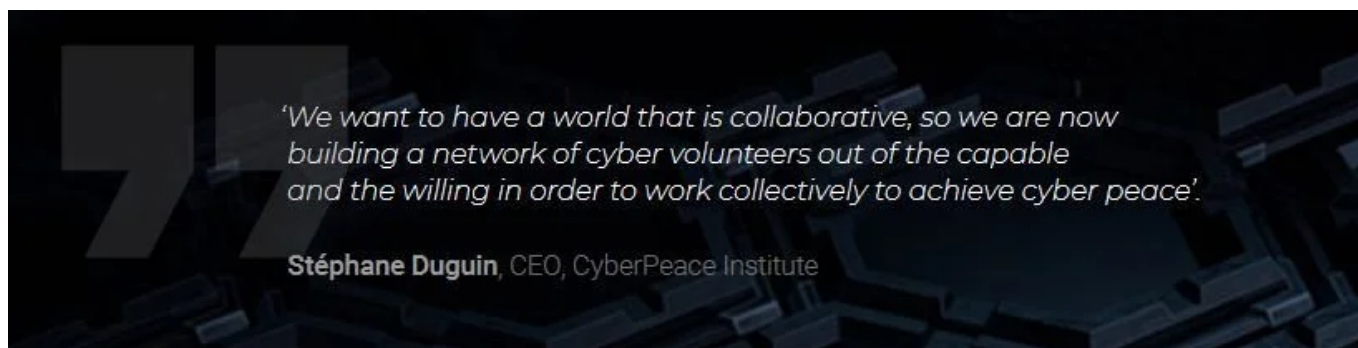 ‘We want to have a world that is collaborative, so we are now
building a network of cyber volunteers out of the capable
and the willing in order to work collectively to achieve cyber peace’.
Stéphane Duguin, CEO, CyberPeace Institute